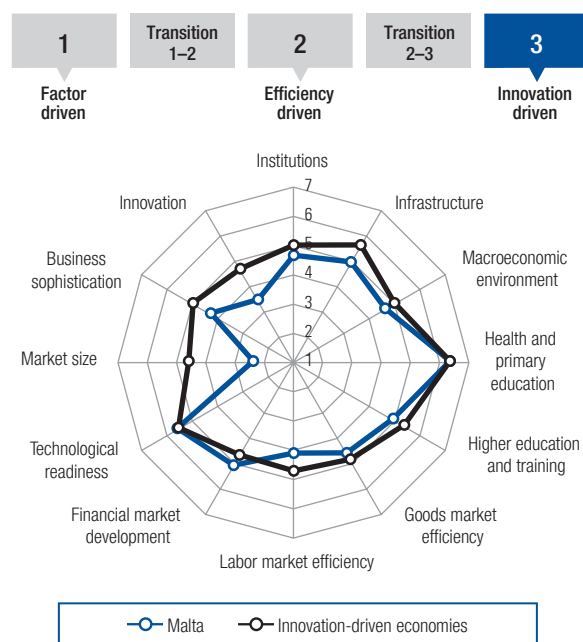 1
Transition
1–2
2
Transition
2–3
3
Factor
driven
Efficiency
driven
Innovation
driven
Institutions
Infrastructure
Macroeconomic
environment
Health and
primary
education
Higher education
and training
Goods market
efficiency
Labor market efficiency
Financial market
development
Technological
readiness
Market size
Business
sophistication
Innovation
7
6
5
4
3
2
1
Malta
Innovation-driven economies